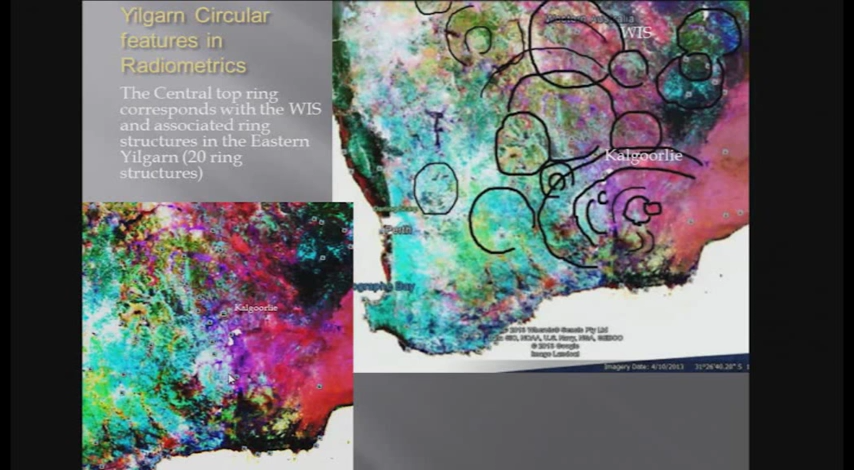 Yilgarn Circular
features in
Radiometrics
The Central top ring
corresponds with the WIS
and associated ring
structures in the Eastern
Yilgarn (20 ring
structures)
WIS
Kalgoorlie
Kalgoorlie
Imagery Date: 4/10/2013